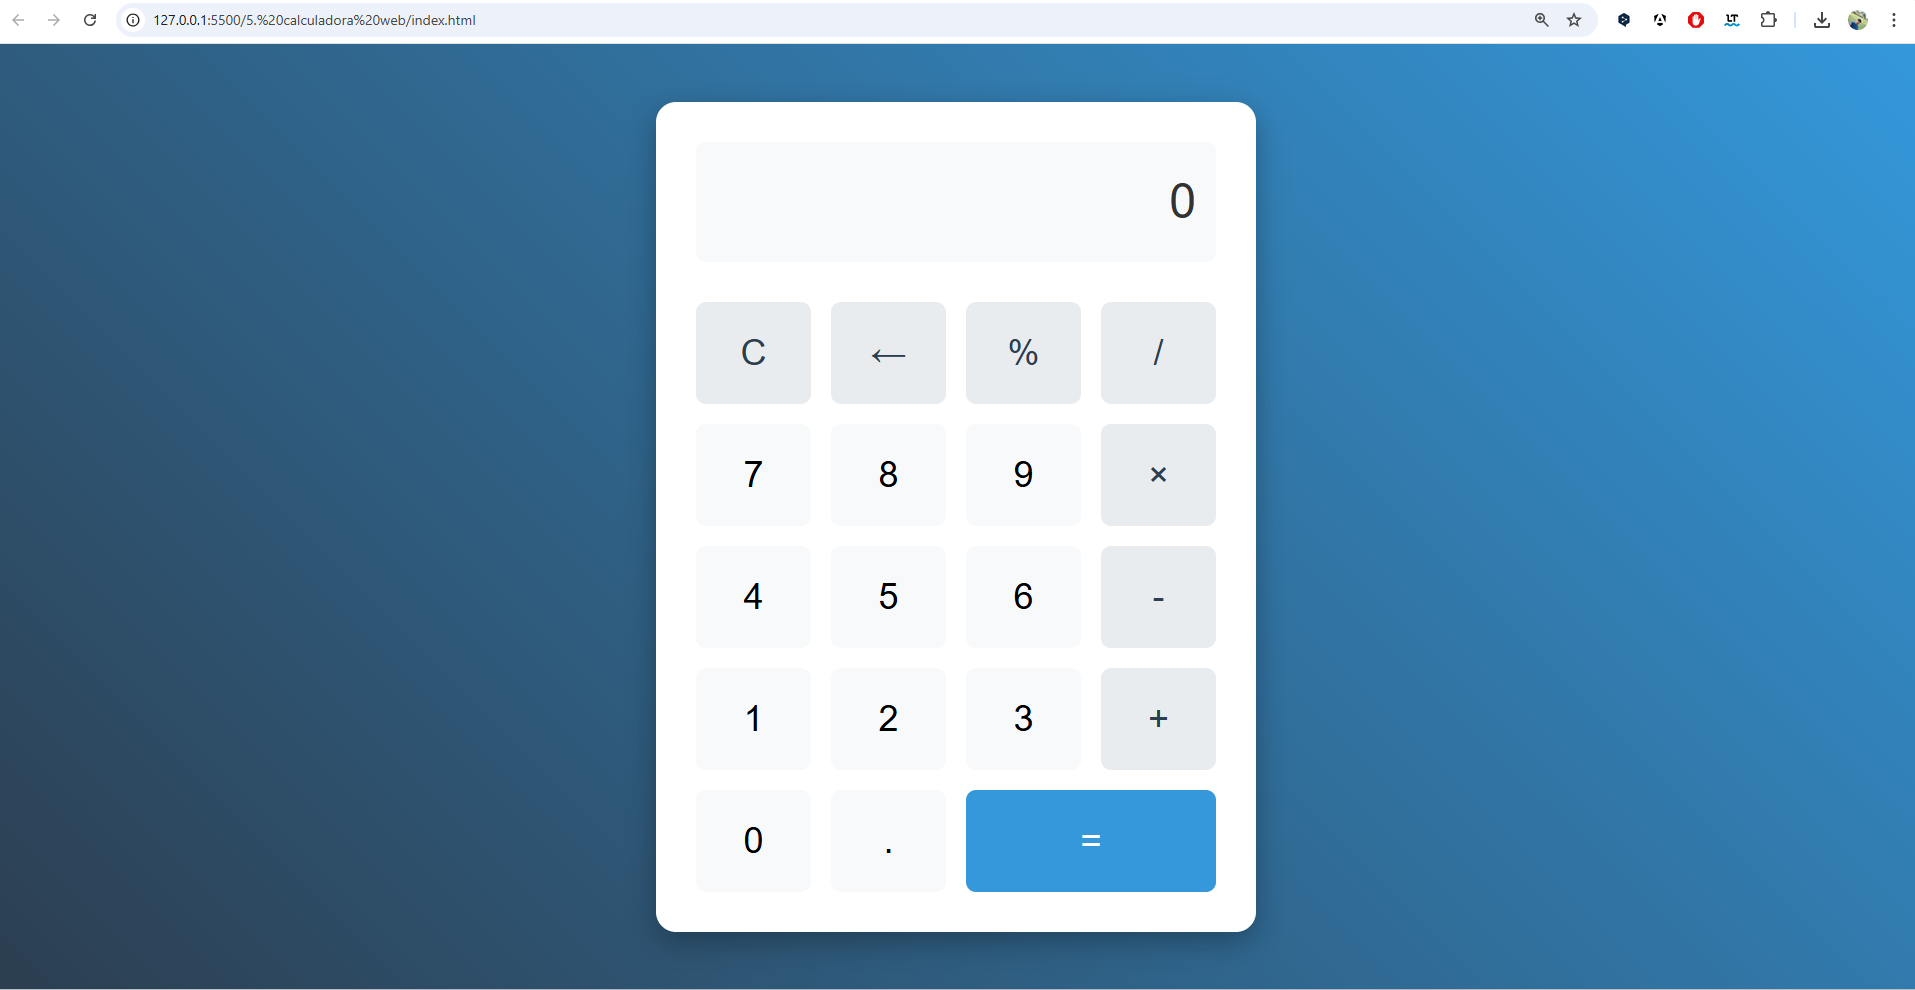 127.0.0.1:5500/5.%20calculadora%20web/index.html
0
C ← % /
7 8 9 ×
4 5 6 -
1 2 3 +
0 . =